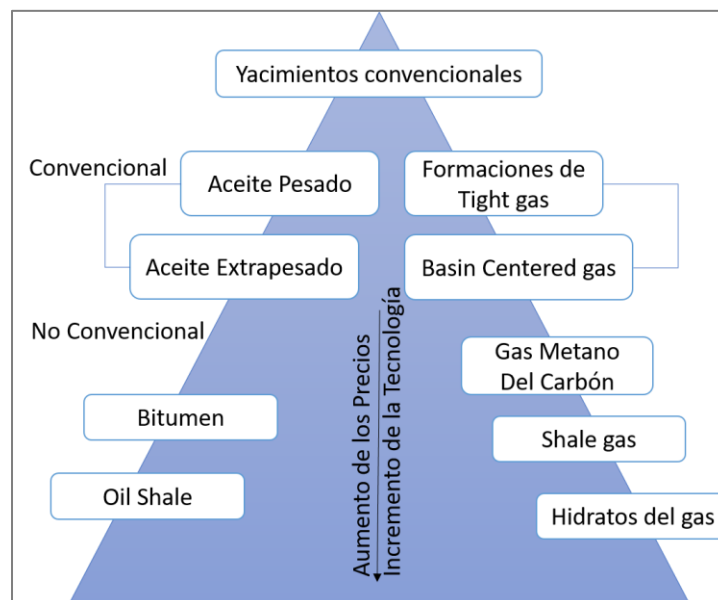 Yacimientos convencionales
Convencional
Aceite Pesado
Formaciones de
Tight gas
Aceite Extrapesado
Basin Centered gas
No Convencional
Aumento de los Precios
Incremento de la Tecnología
Gas Metano
Del Carbón
Bitumen
Shale gas
Oil Shale
Hidratos del gas